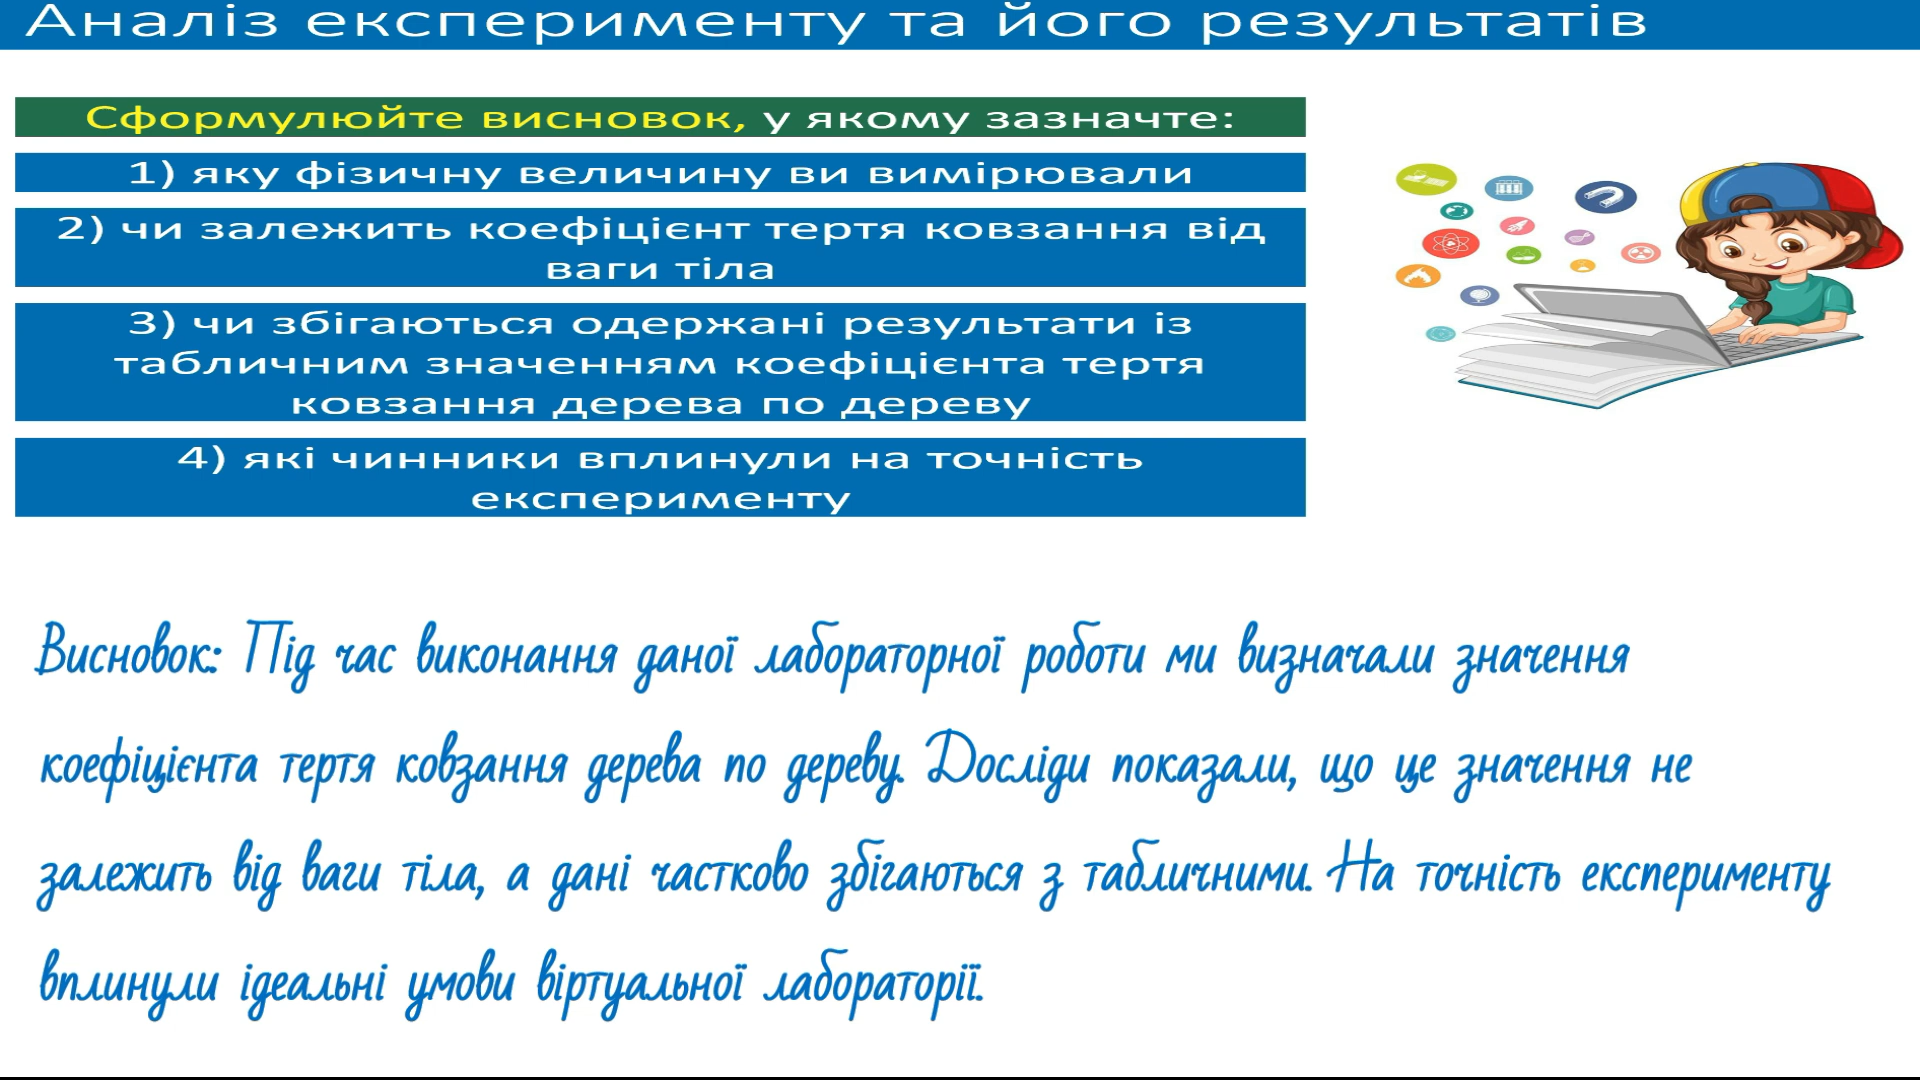 Аналіз експерименту та його результатів
Сформулюйте висновок, у якому зазначте:
1) яку фізичну величину ви вимірювали
2) чи залежить коефіцієнт тертя ковзання від
ваги тіла
3) чи збігаються одержані результати із
табличним значенням коефіцієнта тертя
ковзання дерева по дереву
4) які чинники вплинули на точність
експерименту
Висновок: Під час виконання даної лабораторної роботи ми визначали значення
коефіцієнта тертя ковзання дерева по дереву. Досліди показали, що це значення не
залежить від ваги тіла, а дані частково збігаються з табличними. На точність експерименту
вплинули ідеальні умови віртуальної лабораторії.